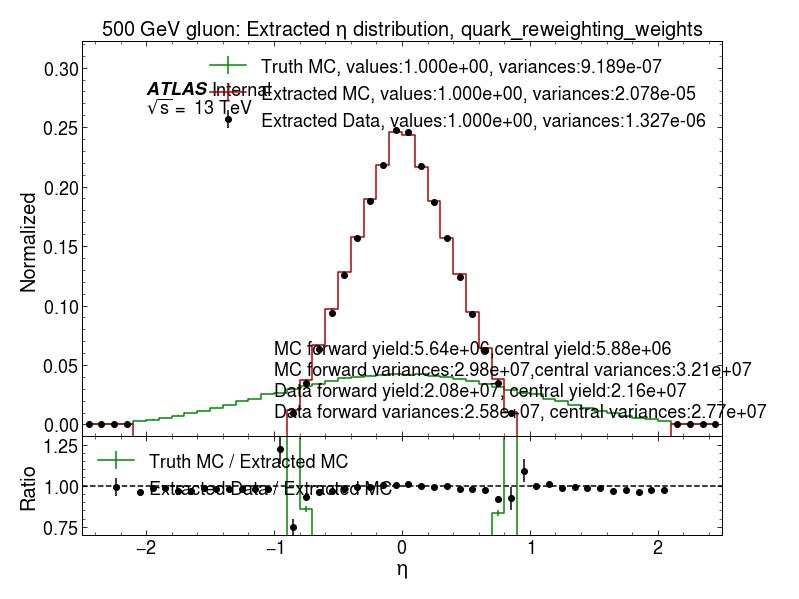 500 GeV gluon: Extracted η distribution, quark_reweighting_weights
Truth MC, values:1.000e+00, variances:9.189e-07
ATLAS Internal
Extracted MC, values:1.000e+00, variances:2.078e-05
√s = 13 TeV
Extracted Data, values:1.000e+00, variances:1.327e-06
0.30
0.25
0.20
0.15
0.10
0.05
0.00
Normalized
MC forward yield:5.64e+06,central yield:5.88e+06
MC forward variances:2.98e+07,central variances:3.21e+07
Data forward yield:2.08e+07, central yield:2.16e+07
Data forward variances:2.58e+07, central variances:2.77e+07
1.25
1.00
0.75
Ratio
Truth MC / Extracted MC
Extracted Data / Extracted MC
−2 −1 0 1 2
η